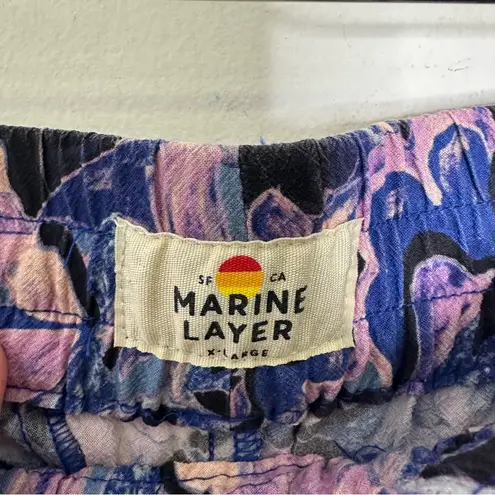 SF CA
MARINE
LAYER
X-LARGE